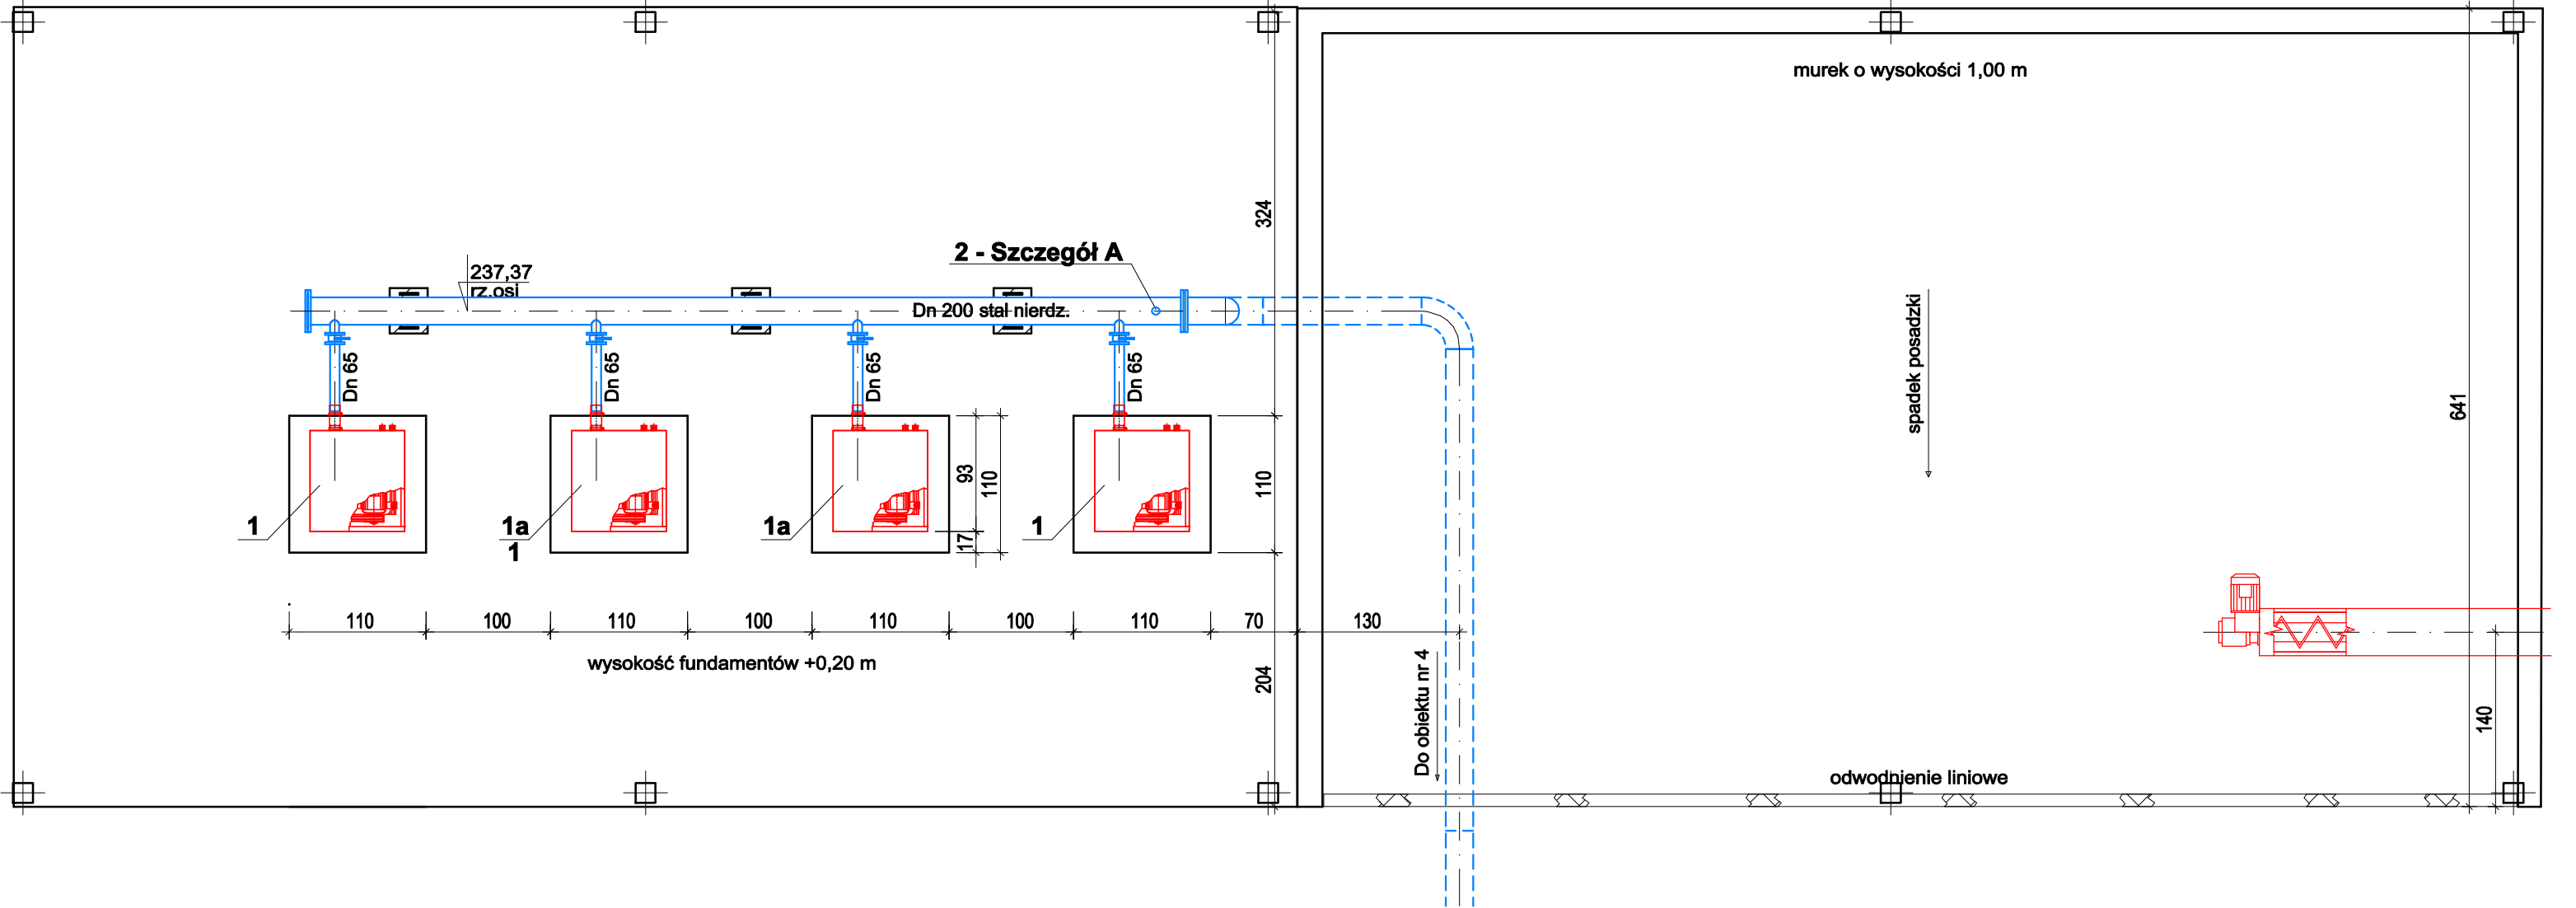 murek o wysokości 1,00 m
324
2 - Szczegół A
237,37
rz.osi
Dn 200 stal nierdz.
spadek posadzki
641
Dn 65
Dn 65
Dn 65
Dn 65
93
110
110
17
1
1a
1
1a
1
110
100
110
100
110
100
110
70
130
wysokość fundamentów +0,20 m
204
Do obiektu nr 4
140
odwodnienie liniowe